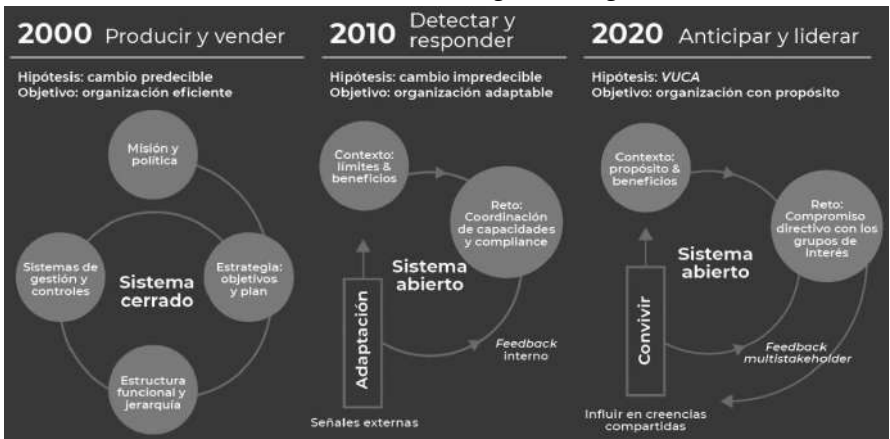 2000 Producir y vender
Hipótesis: cambio predecible
Objetivo: organización eficiente
Misión y
política
Sistemas de
gestión y
controles
Sistema
cerrado
Estrategia:
objetivos
y plan
Estructura
funcional y
jerarquía
2010 Detectar y
responder
Hipótesis: cambio impredecible
Objetivo: organización adaptable
Contexto:
límites &
beneficios
Reto:
Coordinación
de capacidades
y compliance
Sistema
abierto
Adaptación
Feedback
interno
Señales externas
2020 Anticipar y liderar
Hipótesis: VUCA
Objetivo: organización con propósito
Contexto:
propósito &
beneficios
Reto:
Compromiso
directivo con los
grupos de
interés
Sistema
abierto
Convivir
Feedback
multistakeholder
Influir en creencias
compartidas